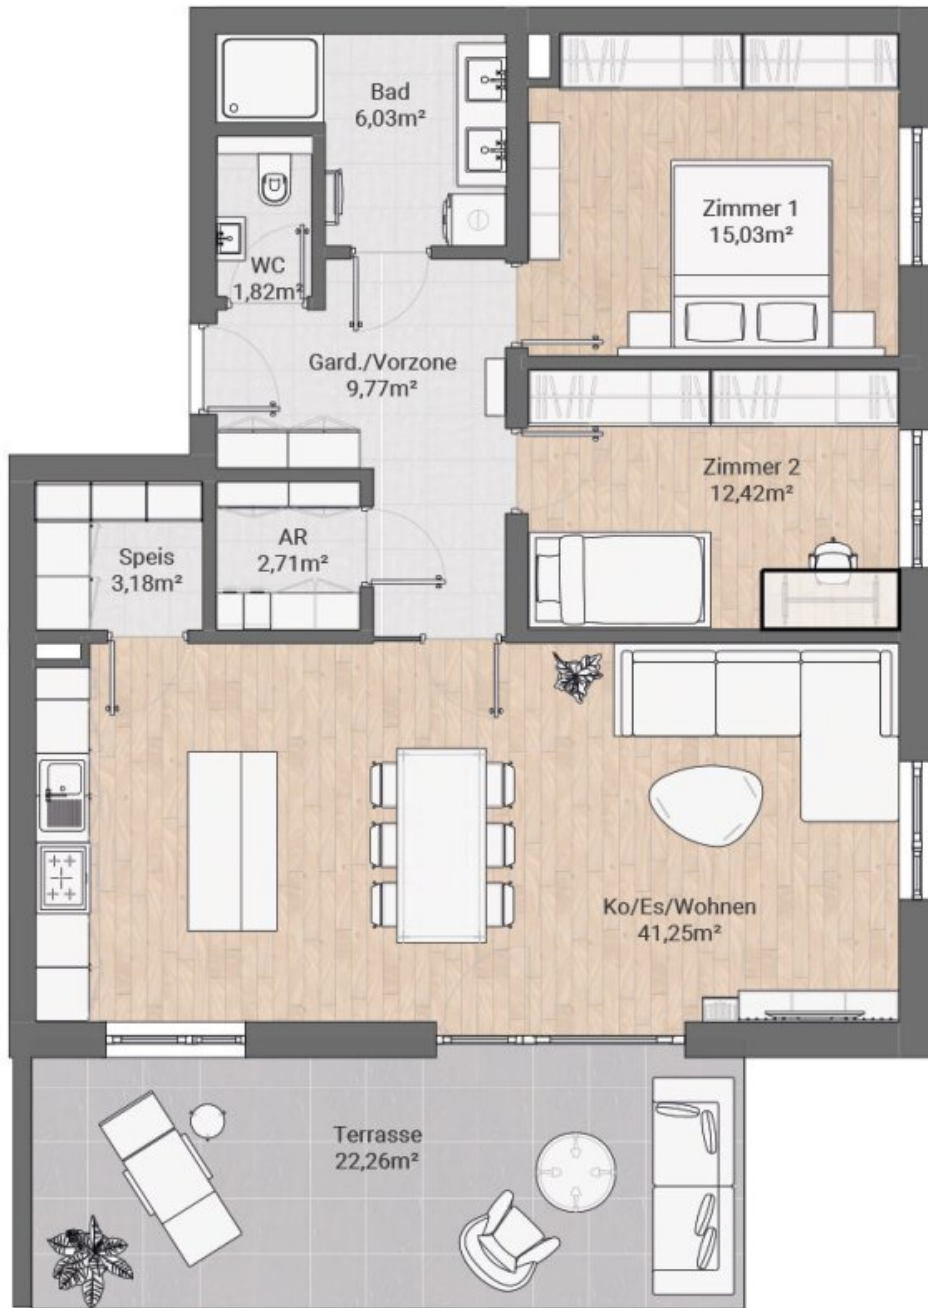 Bad
6,03m²
Zimmer 1
15,03m²
WC
1,82m²
Gard./Vorzone
9,77m²
Zimmer 2
12,42m²
AR
2,71m²
Speis
3,18m²
Ko/Es/Wohnen
41,25m²
Terrasse
22,26m²